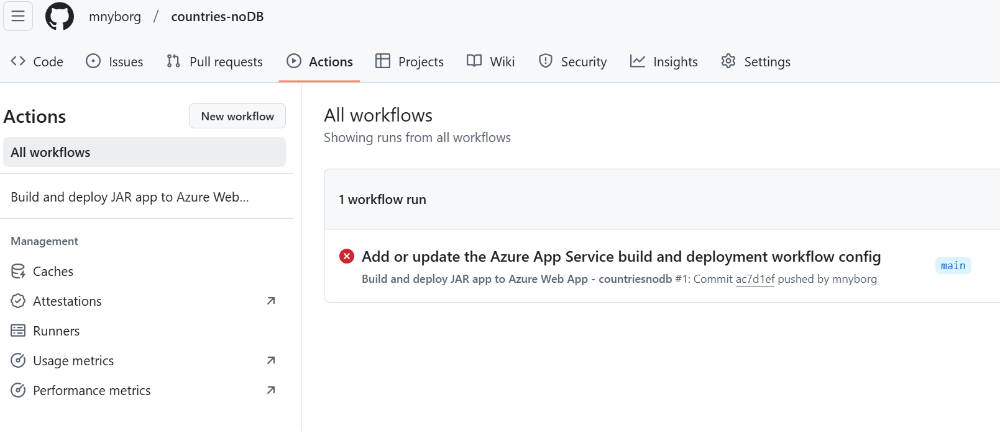 mnyborg / countries-noDB
Code Issues Pull requests Actions Projects Wiki Security Insights Settings
Actions
New workflow
All workflows
Build and deploy JAR app to Azure Web...
Management
Caches
Attestations
Runners
Usage metrics
Performance metrics
All workflows
Showing runs from all workflows
1 workflow run
Add or update the Azure App Service build and deployment workflow config
main
Build and deploy JAR app to Azure Web App - countriesnodb #1: Commit ac7d1ef pushed by mnyborg